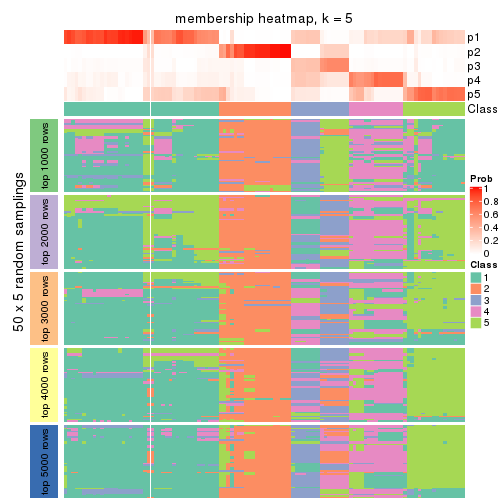 membership heatmap, k = 5
p1
p2
p3
p4
p5
Class
50 x 5 random samplings
top 1000 rows
top 2000 rows
top 3000 rows
top 4000 rows
top 5000 rows
Prob
1
0.8
0.6
0.4
0.2
0
Class
1
2
3
4
5